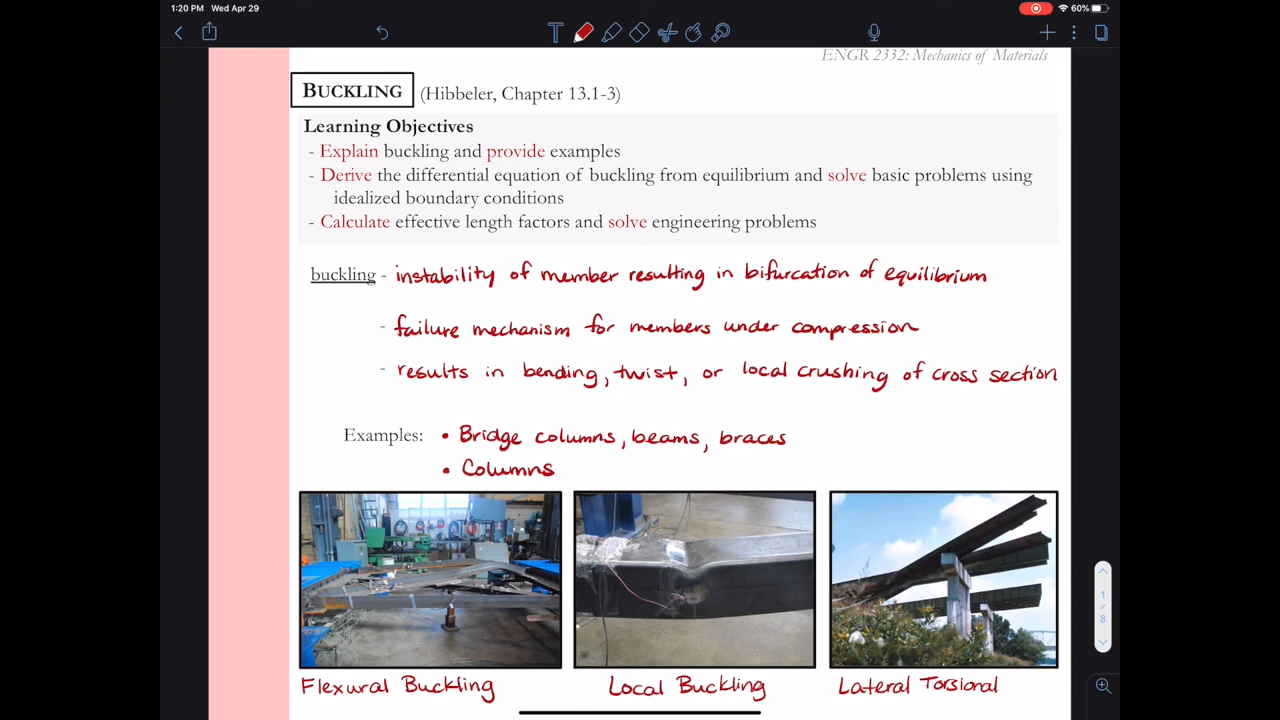 1:20 PM Wed Apr 29
60%
ENGR 2332: Mechanics of Materials
BUCKLING (Hibbeler, Chapter 13.1-3)
Learning Objectives
- Explain buckling and provide examples
- Derive the differential equation of buckling from equilibrium and solve basic problems using
idealized boundary conditions
- Calculate effective length factors and solve engineering problems
buckling - instability of member resulting in bifurcation of equilibrium
- failure mechanism for members under compression
- results in bending, twist, or local crushing of cross section
Examples: • Bridge columns, beams, braces
• Columns
Flexural Buckling Local Buckling Lateral Torsional
1
/
8